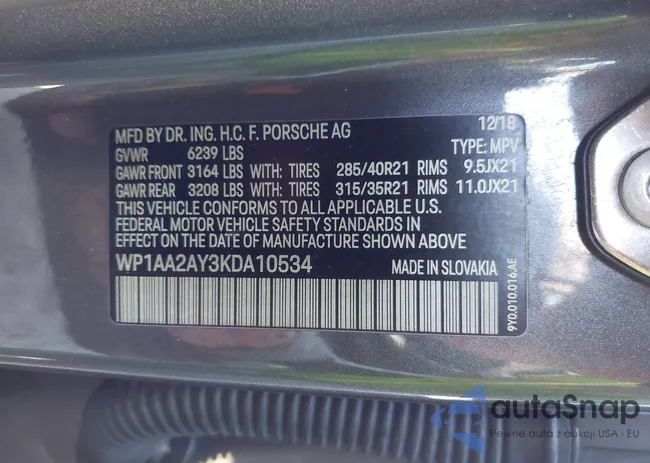 MFD BY DR. ING. H.C. F. PORSCHE AG 12/18
GVWR 6239 LBS TYPE: MPV
GAWR FRONT 3164 LBS WITH: TIRES 285/40R21 RIMS 9.5JX21
GAWR REAR 3208 LBS WITH: TIRES 315/35R21 RIMS 11.0JX21
THIS VEHICLE CONFORMS TO ALL APPLICABLE U.S.
FEDERAL MOTOR VEHICLE SAFETY STANDARDS IN
EFFECT ON THE DATE OF MANUFACTURE SHOWN ABOVE.
WP1AA2AY3KDA10534 MADE IN SLOVAKIA
9Y0.010.016.AE
autaSnap
Pewne auta z aukcji USA i EU